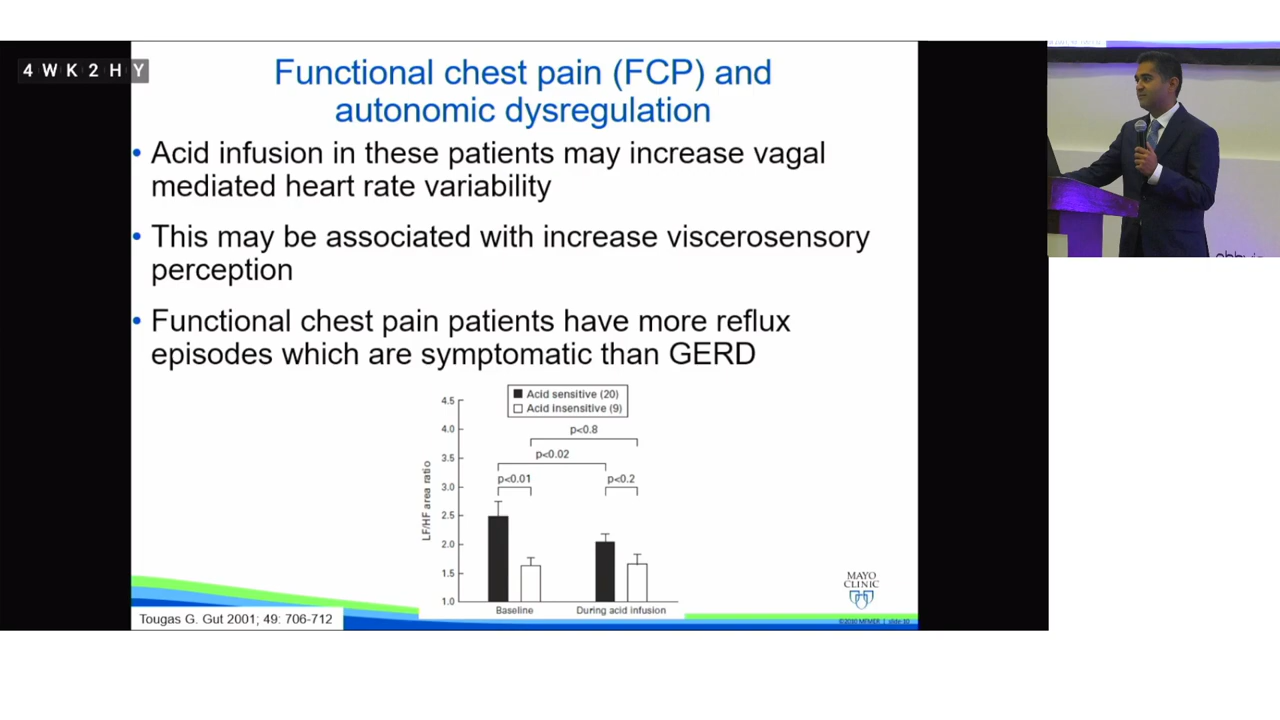 4WK2HY
Functional chest pain (FCP) and
autonomic dysregulation
• Acid infusion in these patients may increase vagal
mediated heart rate variability
• This may be associated with increase viscerosensory
perception
• Functional chest pain patients have more reflux
episodes which are symptomatic than GERD
Acid sensitive (20)
Acid insensitive (9)
LF/HF area ratio
4.5
4.0
3.5
3.0
2.5
2.0
1.5
1.0
p<0.8
p<0.02
p<0.01
p<0.2
Baseline
During acid infusion
Tougas G. Gut 2001; 49: 706-712
MAYO
CLINIC
©2010 MFMER | slide-10